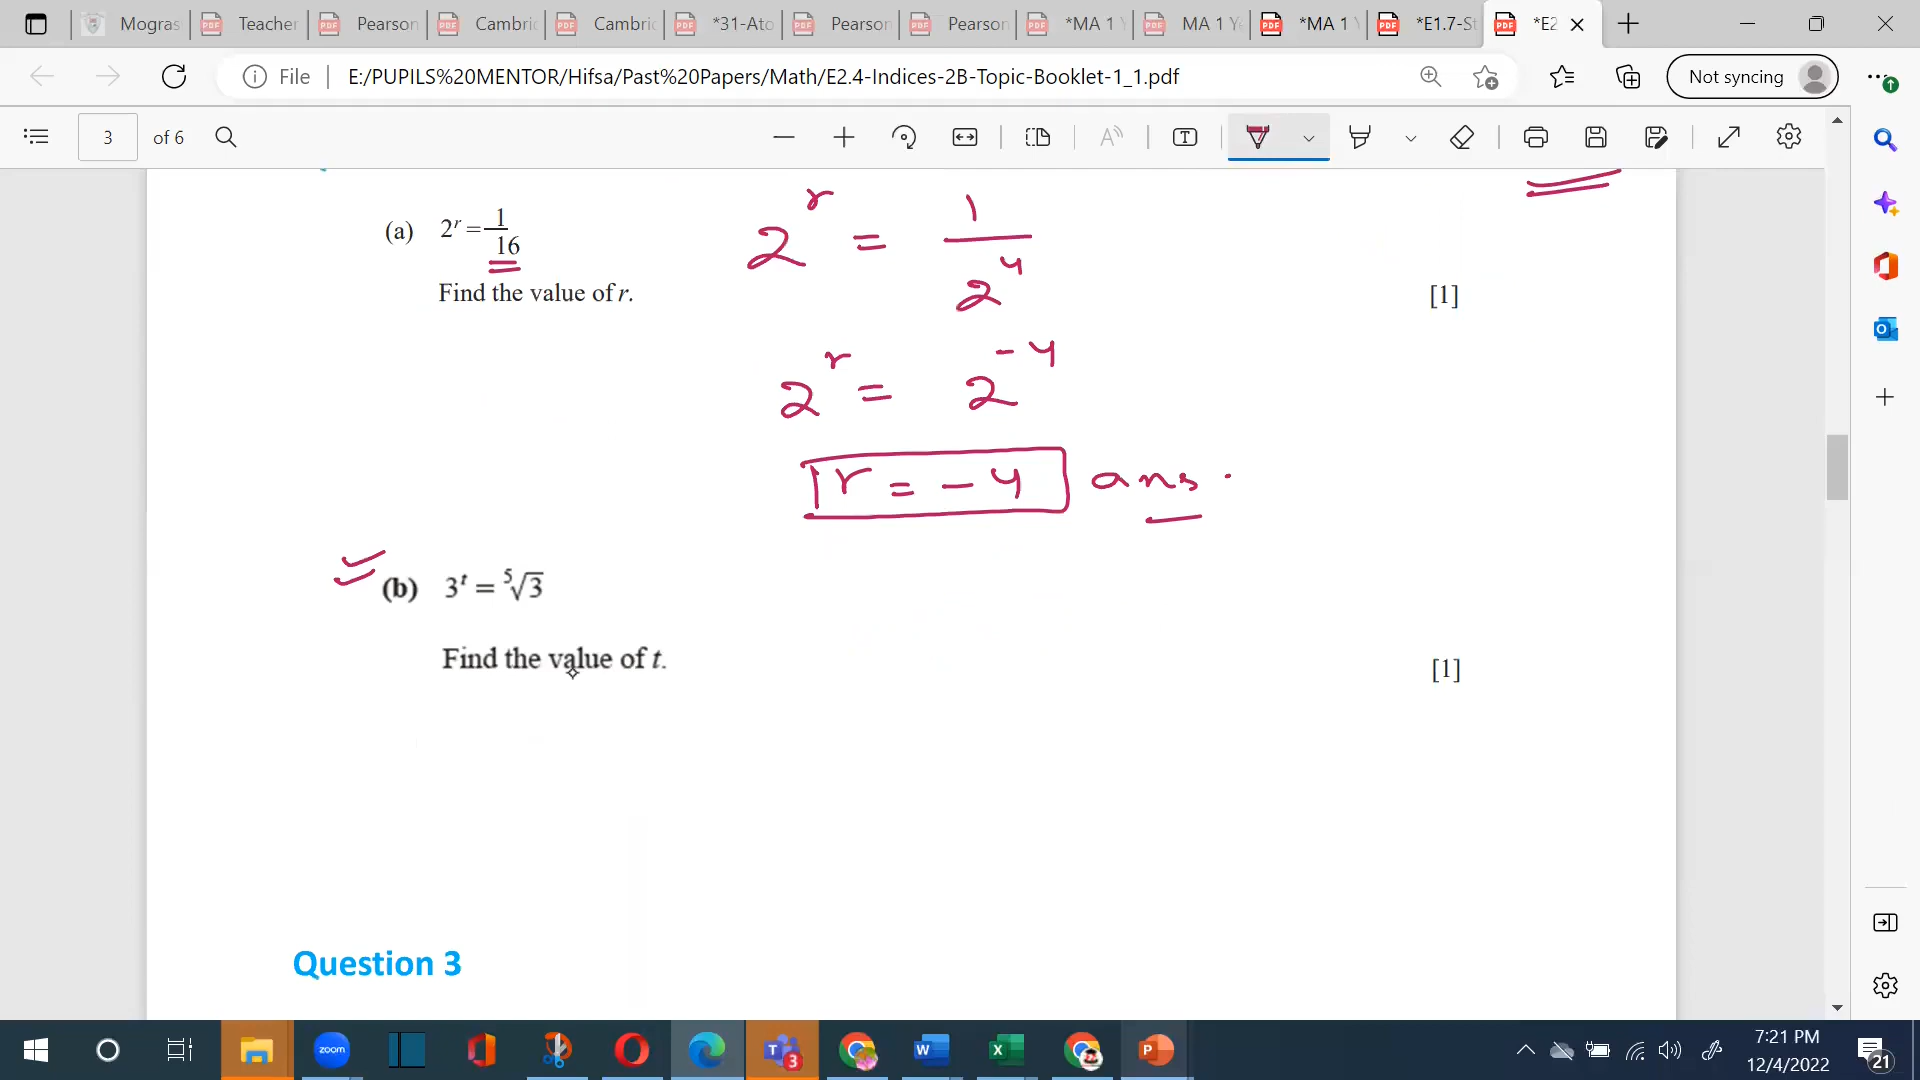 Mogras
Teacher
Pearson
Cambric
Cambric
*31-Ato
Pearson
Pearson
*MA 1 Y
MA 1 Ye
*MA 1 Y
*E1.7-St
*E2
File
E:/PUPILS%20MENTOR/Hifsa/Past%20Papers/Math/E2.4-Indices-2B-Topic-Booklet-1_1.pdf
Not syncing
3 of 6
(a) 2^r = 1/16
2^r = 1/2^4
Find the value of r.
[1]
2^r = 2^-4
r = -4 ans.
(b) 3^t = ⁵√3
Find the value of t.
[1]
Question 3
zoom
3
7:21 PM
12/4/2022
21